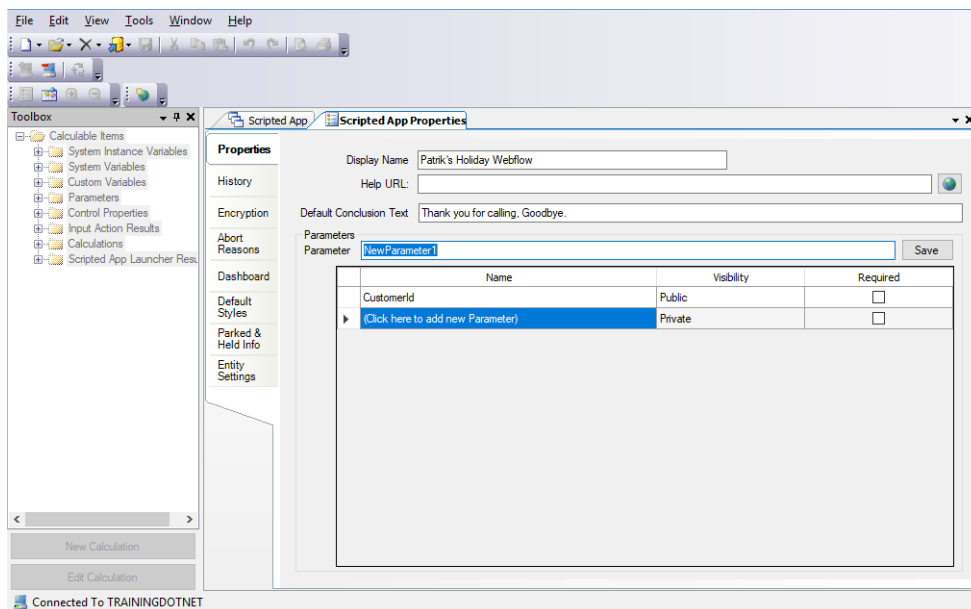 File Edit View Tools Window Help
Toolbox
Calculable Items
System Instance Variables
System Variables
Custom Variables
Parameters
Control Properties
Input Action Results
Calculations
Scripted App Launcher Resu
New Calculation
Edit Calculation
Scripted App Scripted App Properties
Properties
History
Encryption
Abort
Reasons
Dashboard
Default
Styles
Parked &
Held Info
Entity
Settings
Display Name Patrik's Holiday Webflow
Help URL:
Default Conclusion Text Thank you for calling, Goodbye.
Parameters
Parameter NewParameter1 Save
Name Visibility Required
CustomerId Public
(Click here to add new Parameter) Private
Connected To TRAININGDOTNET